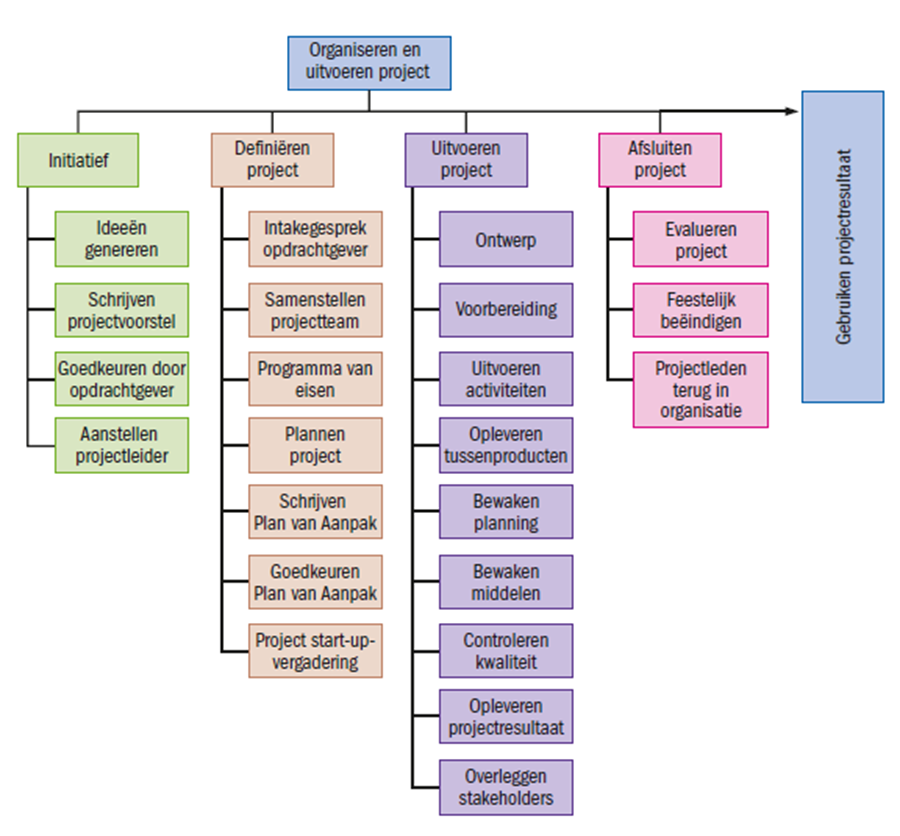 Organiseren en
uitvoeren project
Initiatief
Ideeën
genereren
Schrijven
projectvoorstel
Goedkeuren door
opdrachtgever
Aanstellen
projectleider
Definiëren
project
Intakegesprek
opdrachtgever
Samenstellen
projectteam
Programma van
eisen
Plannen
project
Schrijven
Plan van Aanpak
Goedkeuren
Plan van Aanpak
Project start-up-
vergadering
Uitvoeren
project
Ontwerp
Voorbereiding
Uitvoeren
activiteiten
Opleveren
tussenproducten
Bewaken
planning
Bewaken
middelen
Controleren
kwaliteit
Opleveren
projectresultaat
Overleggen
stakeholders
Afsluiten
project
Evalueren
project
Feestelijk
beëindigen
Projectleden
terug in
organisatie
Gebruiken projectresultaat